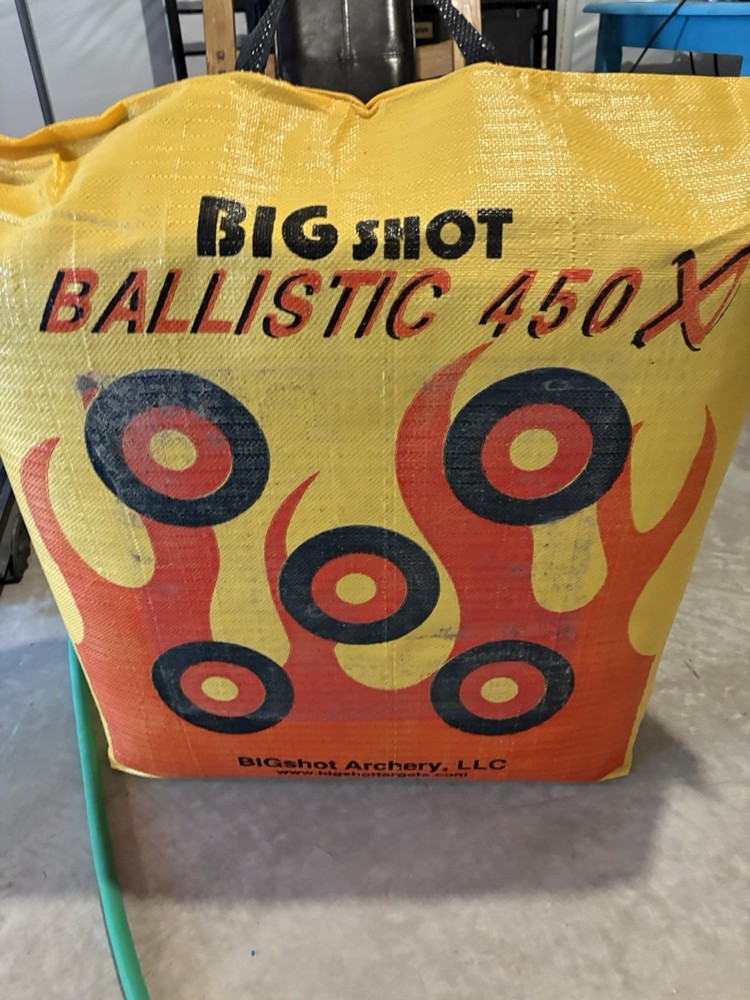 BIG SHOT
BALLISTIC 450X
BIGshot Archery, LLC
www.bigshottargets.com